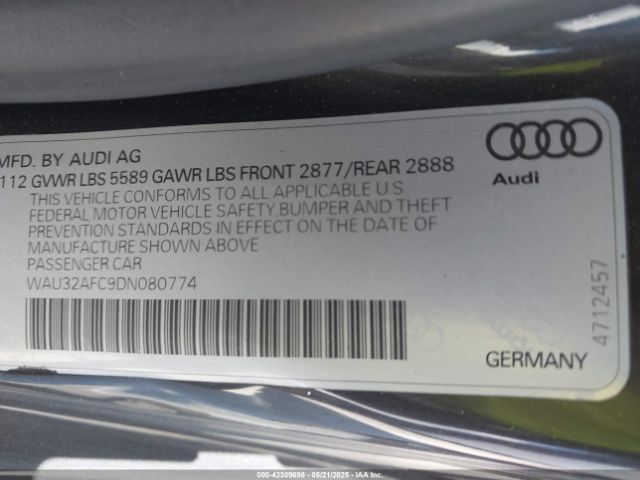 MFD. BY AUDI AG
112 GVWR LBS 5589 GAWR LBS FRONT 2877/REAR 2888
THIS VEHICLE CONFORMS TO ALL APPLICABLE U.S
FEDERAL MOTOR VEHICLE SAFETY,BUMPER AND THEFT
PREVENTION STANDARDS IN EFFECT ON THE DATE OF
MANUFACTURE SHOWN ABOVE
PASSENGER CAR
WAU32AFC9DN080774
Audi
4712457
GERMANY
000-42309698 - 05/21/2025 - IAA Inc.